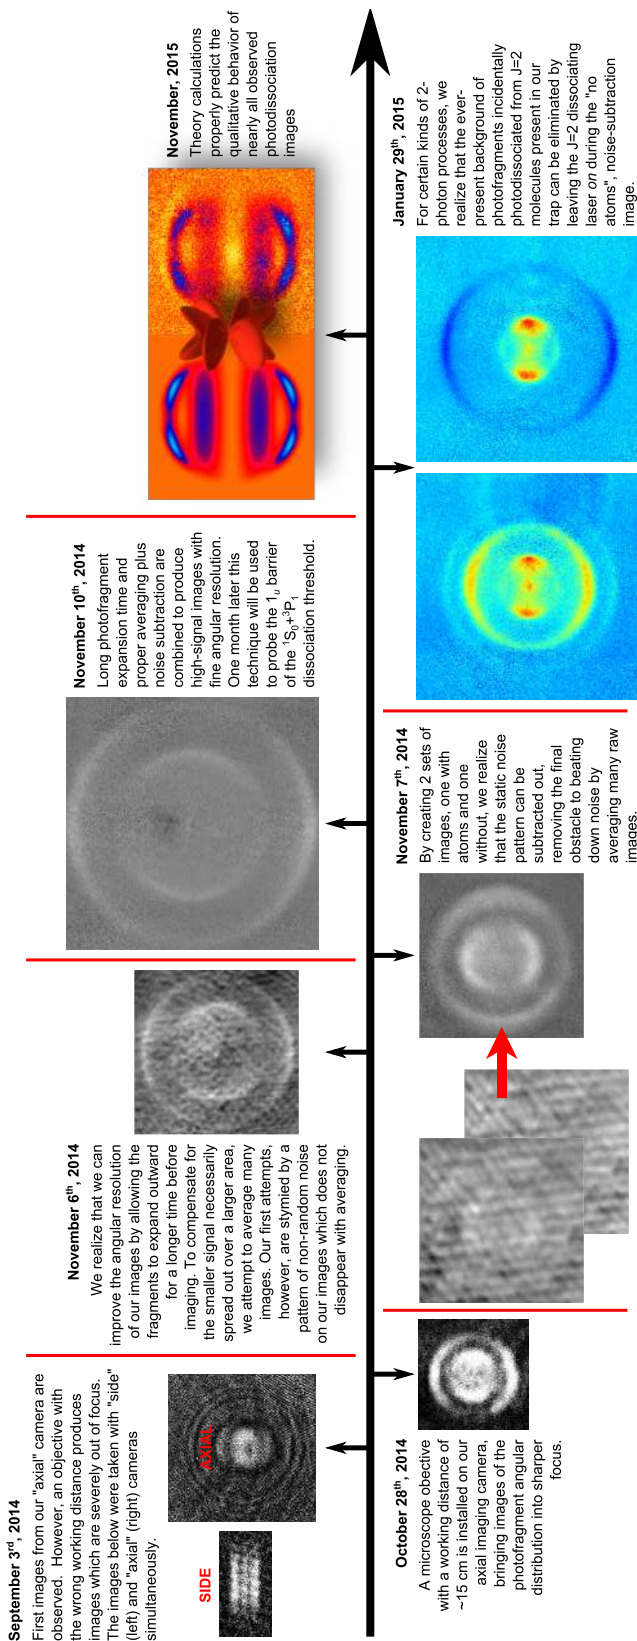 September 3rd, 2014
First images from our "axial" camera are
observed. However, an objective with
the wrong working distance produces
images which are severely out of focus.
The images below were taken with "side"
(left) and "axial" (right) cameras
simultaneously.
SIDE
AXIAL
October 28th, 2014
A microscope obective
with a working distance of
~15 cm is installed on our
axial imaging camera,
bringing images of the
photofragment angular
distribution into sharper
focus.
November 6th, 2014
We realize that we can
improve the angular resolution
of our images by allowing the
fragments to expand outward
for a longer time before
imaging. To compensate for
the smaller signal necessarily
spread out over a larger area,
we attempt to average many
images. Our first attempts,
however, are stymied by a
pattern of non-random noise
on our images which does not
disappear with averaging.
November 7th, 2014
By creating 2 sets of
images, one with
atoms and one
without, we realize
that the static noise
pattern can be
subtracted out,
removing the final
obstacle to beating
down noise by
averaging many raw
images.
November 10th, 2014
Long photofragment
expansion time and
proper averaging plus
noise subtraction are
combined to produce
high-signal images with
fine angular resolution.
One month later this
technique will be used
to probe the 1u barrier
of the 1S0+3P1
dissociation threshold.
January 29th, 2015
For certain kinds of 2-
photon processes, we
realize that the ever-
present background of
photofragments incidentally
photodissociated from J=2
molecules present in our
trap can be eliminated by
leaving the J=2 dissociating
laser on during the "no
atoms", noise-subtraction
image.
November, 2015
Theory calculations
properly predict the
qualitative behavior of
nearly all observed
photodissociation
images